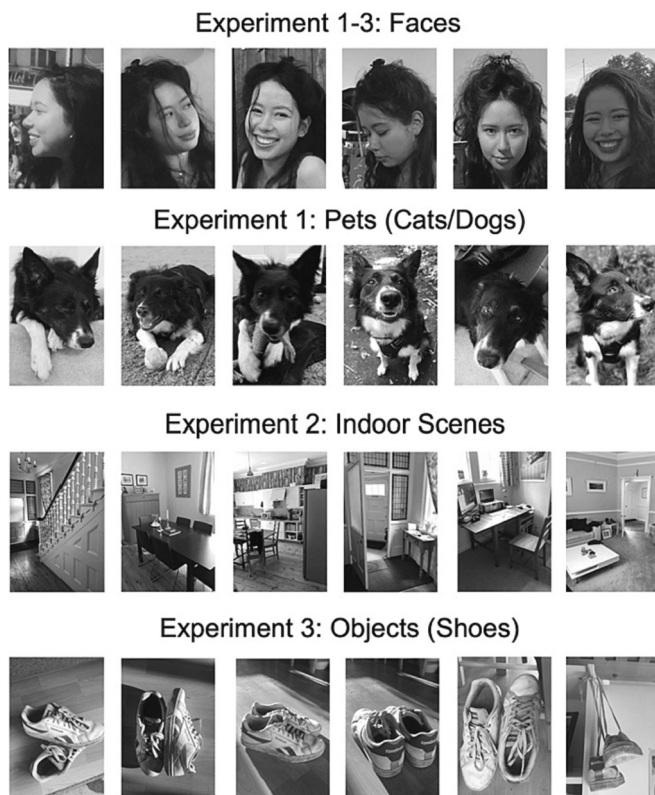 Experiment 1-3: Faces
Experiment 1: Pets (Cats/Dogs)
Experiment 2: Indoor Scenes
Experiment 3: Objects (Shoes)